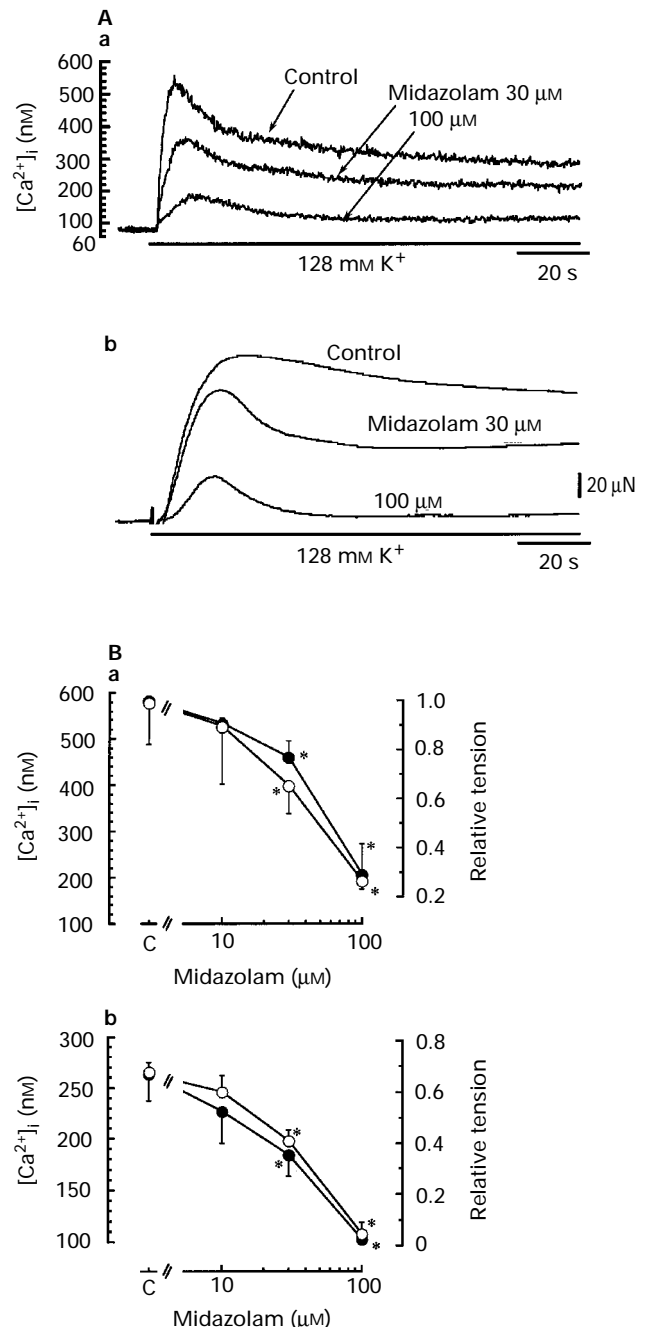 A
a
600
500
400
300
200
100
60
[Ca²⁺]ᵢ (nM)
Control
Midazolam 30 μM
100 μM
128 mM K⁺
20 s
b
Control
Midazolam 30 μM
100 μM
20 μN
128 mM K⁺
20 s
B
a
600
500
400
300
200
100
[Ca²⁺]ᵢ (nM)
1.0
0.8
0.6
0.4
0.2
Relative tension
*
*
*
*
C
10
100
Midazolam (μM)
b
300
250
200
150
100
[Ca²⁺]ᵢ (nM)
0.8
0.6
0.4
0.2
0
Relative tension
*
*
*
*
C
10
100
Midazolam (μM)